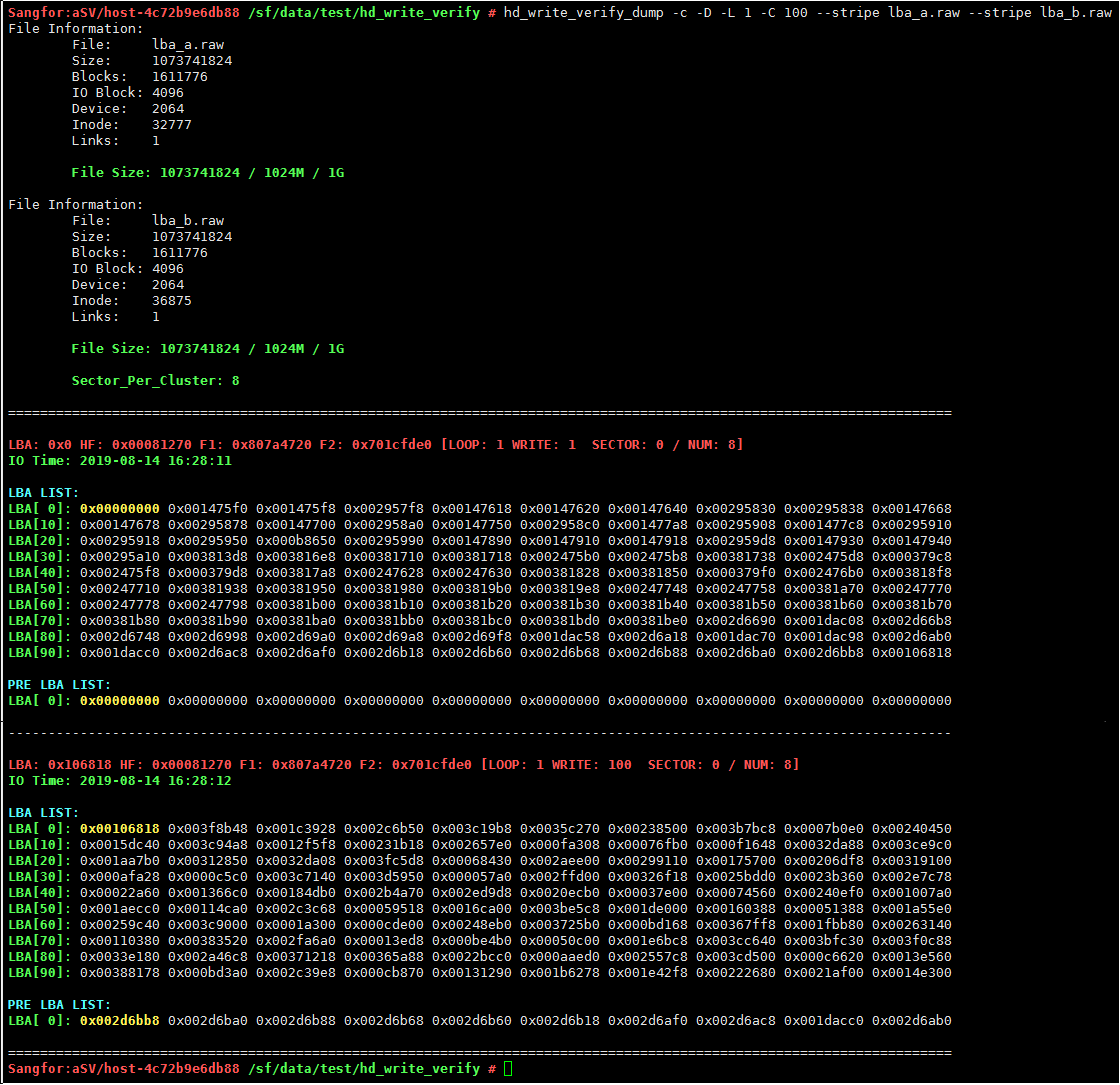 Sangfor:aSV/host-4c72b9e6db88 /sf/data/test/hd_write_verify # hd_write_verify_dump -c -D -L 1 -C 100 --stripe lba_a.raw --stripe lba_b.raw
File Information:
File: lba_a.raw
Size: 1073741824
Blocks: 1611776
IO Block: 4096
Device: 2064
Inode: 32777
Links: 1
File Size: 1073741824 / 1024M / 1G
File Information:
File: lba_b.raw
Size: 1073741824
Blocks: 1611776
IO Block: 4096
Device: 2064
Inode: 36875
Links: 1
File Size: 1073741824 / 1024M / 1G
Sector_Per_Cluster: 8
======================================================================================================================
LBA: 0x0 HF: 0x00081270 F1: 0x807a4720 F2: 0x701cfde0 [LOOP: 1 WRITE: 1  SECTOR: 0 / NUM: 8]
IO Time: 2019-08-14 16:28:11
LBA LIST:
LBA[ 0]: 0x00000000 0x001475f0 0x001475f8 0x002957f8 0x00147618 0x00147620 0x00147640 0x00295830 0x00295838 0x00147668
LBA[10]: 0x00147678 0x00295878 0x00147700 0x002958a0 0x00147750 0x002958c0 0x001477a8 0x00295908 0x001477c8 0x00295910
LBA[20]: 0x00295918 0x00295950 0x000b8650 0x00295990 0x00147890 0x00147910 0x00147918 0x002959d8 0x00147930 0x00147940
LBA[30]: 0x00295a10 0x003813d8 0x003816e8 0x00381710 0x00381718 0x002475b0 0x002475b8 0x00381738 0x002475d8 0x000379c8
LBA[40]: 0x002475f8 0x000379d8 0x003817a8 0x00247628 0x00247630 0x00381828 0x00381850 0x000379f0 0x002476b0 0x003818f8
LBA[50]: 0x00247710 0x00381938 0x00381950 0x00381980 0x003819b0 0x003819e8 0x00247748 0x00247758 0x00381a70 0x00247770
LBA[60]: 0x00247778 0x00247798 0x00381b00 0x00381b10 0x00381b20 0x00381b30 0x00381b40 0x00381b50 0x00381b60 0x00381b70
LBA[70]: 0x00381b80 0x00381b90 0x00381ba0 0x00381bb0 0x00381bc0 0x00381bd0 0x00381be0 0x002d6690 0x001dac08 0x002d66b8
LBA[80]: 0x002d6748 0x002d6998 0x002d69a0 0x002d69a8 0x002d69f8 0x001dac58 0x002d6a18 0x001dac70 0x001dac98 0x002d6ab0
LBA[90]: 0x001dacc0 0x002d6ac8 0x002d6af0 0x002d6b18 0x002d6b60 0x002d6b68 0x002d6b88 0x002d6ba0 0x002d6bb8 0x00106818
PRE LBA LIST:
LBA[ 0]: 0x00000000 0x00000000 0x00000000 0x00000000 0x00000000 0x00000000 0x00000000 0x00000000 0x00000000 0x00000000
----------------------------------------------------------------------------------------------------------------------
LBA: 0x106818 HF: 0x00081270 F1: 0x807a4720 F2: 0x701cfde0 [LOOP: 1 WRITE: 100  SECTOR: 0 / NUM: 8]
IO Time: 2019-08-14 16:28:12
LBA LIST:
LBA[ 0]: 0x00106818 0x003f8b48 0x001c3928 0x002c6b50 0x003c19b8 0x0035c270 0x00238500 0x003b7bc8 0x0007b0e0 0x00240450
LBA[10]: 0x0015dc40 0x003c94a8 0x0012f5f8 0x00231b18 0x002657e0 0x000fa308 0x00076fb0 0x000f1648 0x0032da88 0x003ce9c0
LBA[20]: 0x001aa7b0 0x00312850 0x0032da08 0x003fc5d8 0x00068430 0x002aee00 0x00299110 0x00175700 0x00206df8 0x00319100
LBA[30]: 0x000afa28 0x0000c5c0 0x003c7140 0x003d5950 0x000057a0 0x002ffd00 0x00326f18 0x0025bdd0 0x0023b360 0x002e7c78
LBA[40]: 0x00022a60 0x001366c0 0x00184db0 0x002b4a70 0x002ed9d8 0x0020ecb0 0x00037e00 0x00074560 0x00240ef0 0x001007a0
LBA[50]: 0x001aecc0 0x00114ca0 0x002c3c68 0x00059518 0x0016ca00 0x003be5c8 0x001de000 0x00160388 0x00051388 0x001a55e0
LBA[60]: 0x00259c40 0x003c9000 0x0001a300 0x000cde00 0x00248eb0 0x003725b0 0x000bd168 0x00367ff8 0x001fbb80 0x00263140
LBA[70]: 0x00110380 0x00383520 0x002fa6a0 0x00013ed8 0x000be4b0 0x00050c00 0x001e6bc8 0x003cc640 0x003bfc30 0x003f0c88
LBA[80]: 0x0033e180 0x002a46c8 0x00371218 0x00365a88 0x0022bcc0 0x000aaed0 0x002557c8 0x003cd500 0x000c6620 0x0013e560
LBA[90]: 0x00388178 0x000bd3a0 0x002c39e8 0x000cb870 0x00131290 0x001b6278 0x001e42f8 0x00222680 0x0021af00 0x0014e300
PRE LBA LIST:
LBA[ 0]: 0x002d6bb8 0x002d6ba0 0x002d6b88 0x002d6b68 0x002d6b60 0x002d6b18 0x002d6af0 0x002d6ac8 0x001dacc0 0x002d6ab0
======================================================================================================================
Sangfor:aSV/host-4c72b9e6db88 /sf/data/test/hd_write_verify #